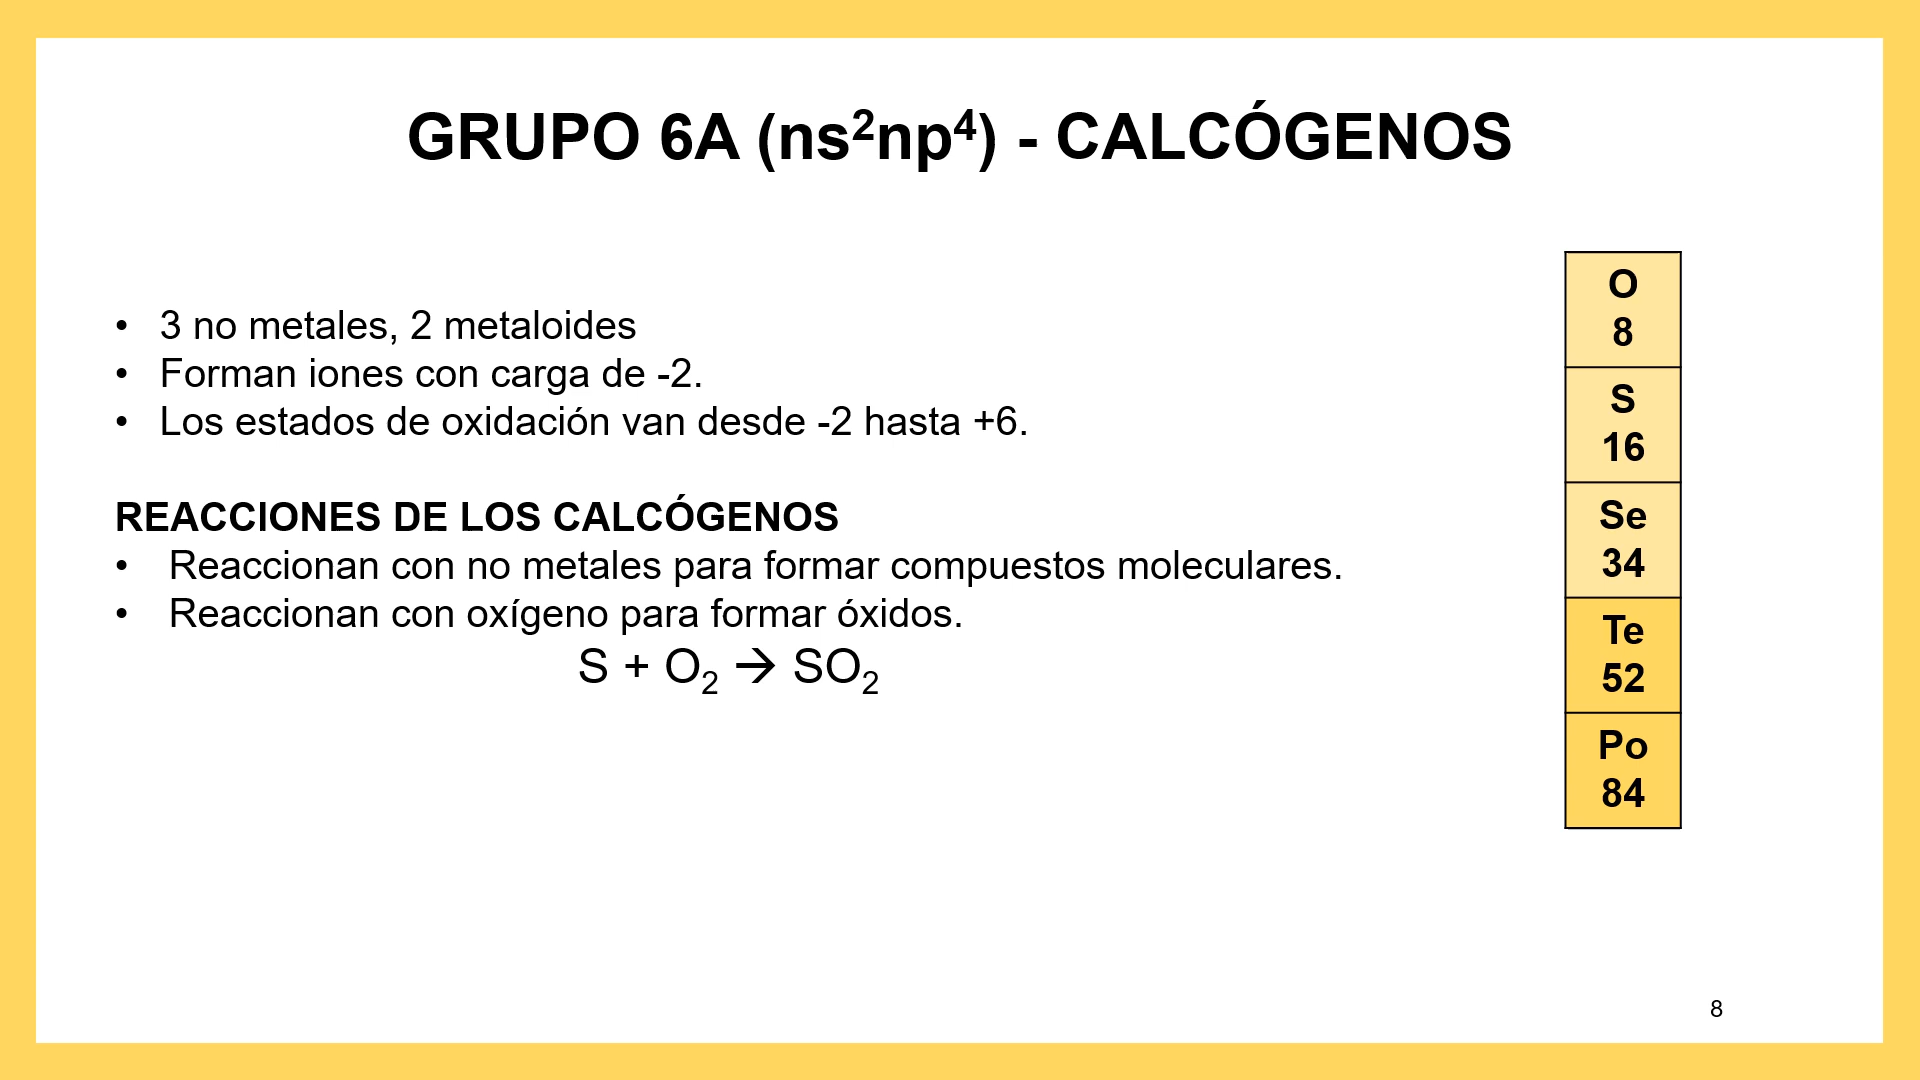 GRUPO 6A (ns²np⁴) - CALCÓGENOS
• 3 no metales, 2 metaloides
• Forman iones con carga de -2.
• Los estados de oxidación van desde -2 hasta +6.
REACCIONES DE LOS CALCÓGENOS
• Reaccionan con no metales para formar compuestos moleculares.
• Reaccionan con oxígeno para formar óxidos.
S + O₂ → SO₂
O
8
S
16
Se
34
Te
52
Po
84
8